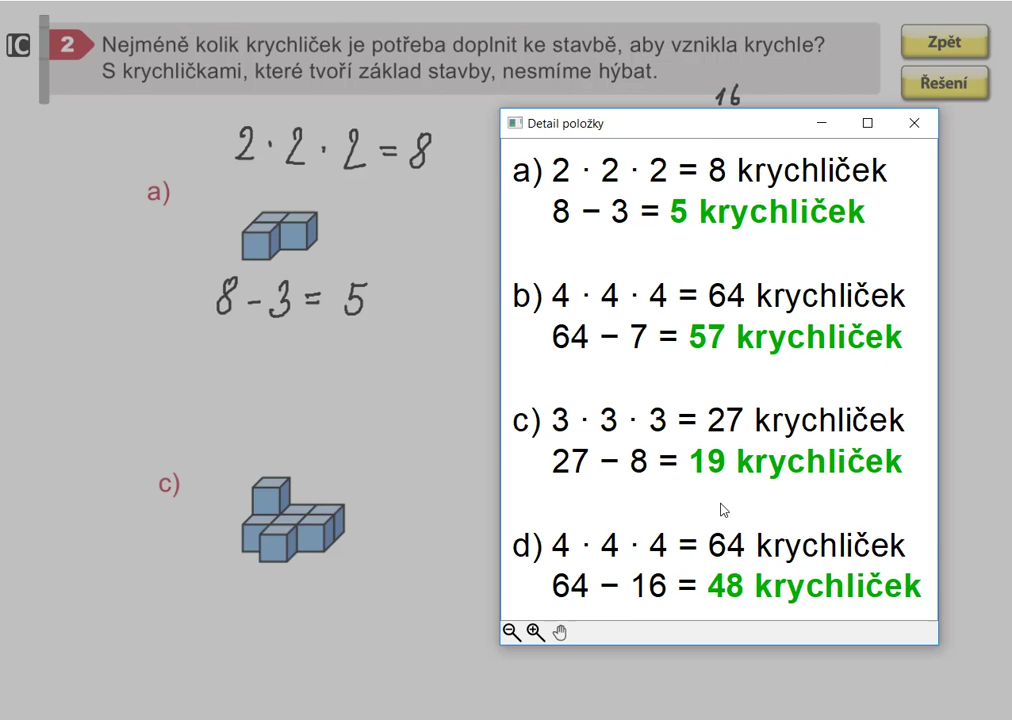 IC
2 Nejméně kolik krychliček je potřeba doplnit ke stavbě, aby vznikla krychle?
S krychličkami, které tvoří základ stavby, nesmíme hýbat.
Zpět
Řešení
16
2 · 2 · 2 = 8
a)
8 - 3 = 5
c)
Detail položky
a) 2 · 2 · 2 = 8 krychliček
8 − 3 = 5 krychliček
b) 4 · 4 · 4 = 64 krychliček
64 − 7 = 57 krychliček
c) 3 · 3 · 3 = 27 krychliček
27 − 8 = 19 krychliček
d) 4 · 4 · 4 = 64 krychliček
64 − 16 = 48 krychliček